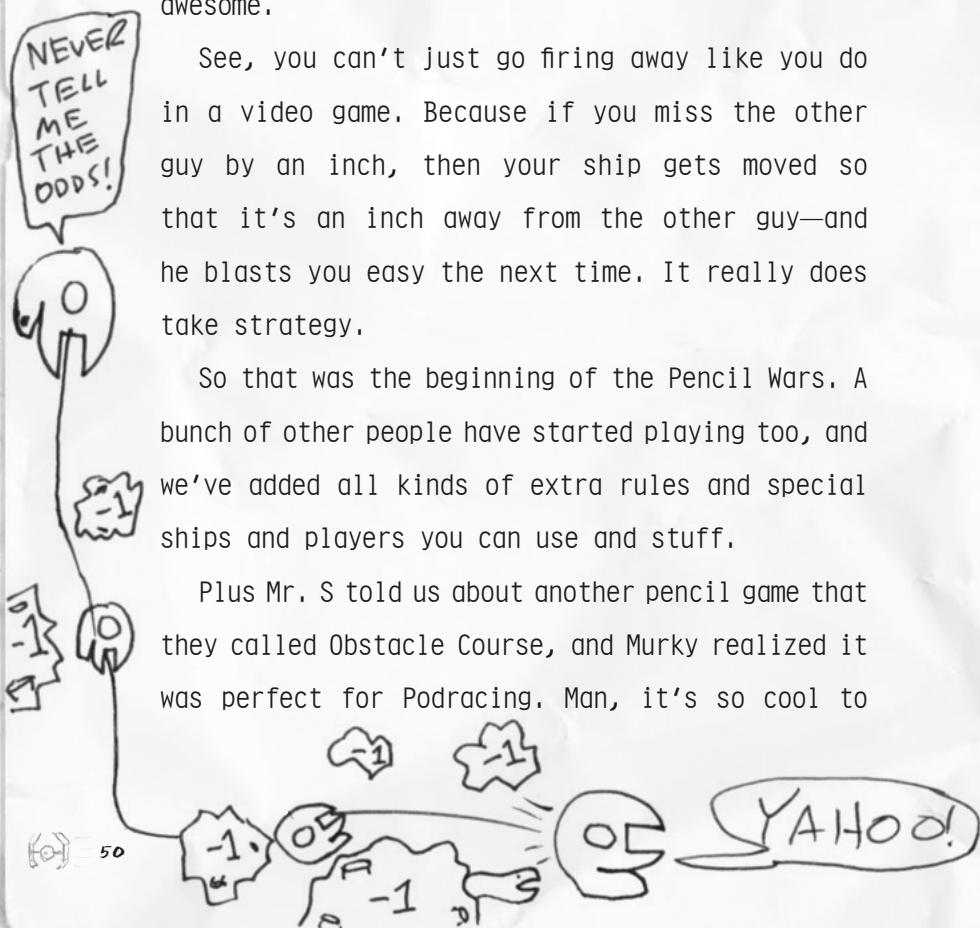 awesome.
See, you can't just go firing away like you do
in a video game. Because if you miss the other
guy by an inch, then your ship gets moved so
that it's an inch away from the other guy—and
he blasts you easy the next time. It really does
take strategy.
So that was the beginning of the Pencil Wars. A
bunch of other people have started playing too, and
we've added all kinds of extra rules and special
ships and players you can use and stuff.
Plus Mr. S told us about another pencil game that
they called Obstacle Course, and Murky realized it
was perfect for Podracing. Man, it's so cool to
NEVER
TELL
ME
THE
ODDS!
-1
-1
-1
-1
-1
-1
YAHOO!
50